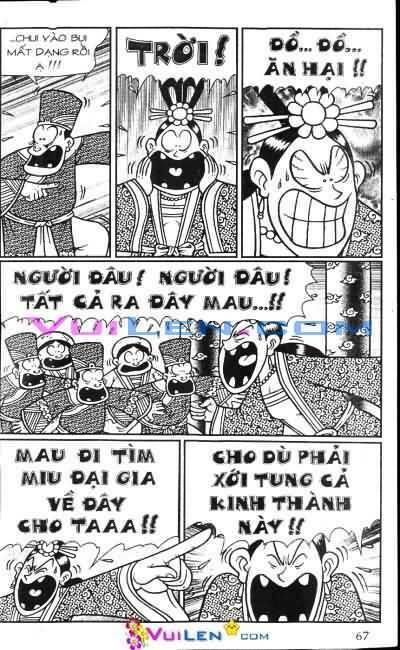 ...CHUI VÀO BỤI
MẤT DẠNG RỒI
Ạ !!!
TRỜI!
ĐỒ... ĐỒ...
ĂN HẠI !!
NGƯỜI ĐÂU! NGƯỜI ĐÂU!
TẤT CẢ RA ĐÂY MAU...!!
VUILEN.COM
MAU ĐI TÌM
MIU ĐẠI GIA
VỀ ĐÂY
CHO TAAA!!
CHO DÙ PHẢI
XỚI TUNG CẢ
KINH THÀNH
NÀY!!
VUILEN.COM
67